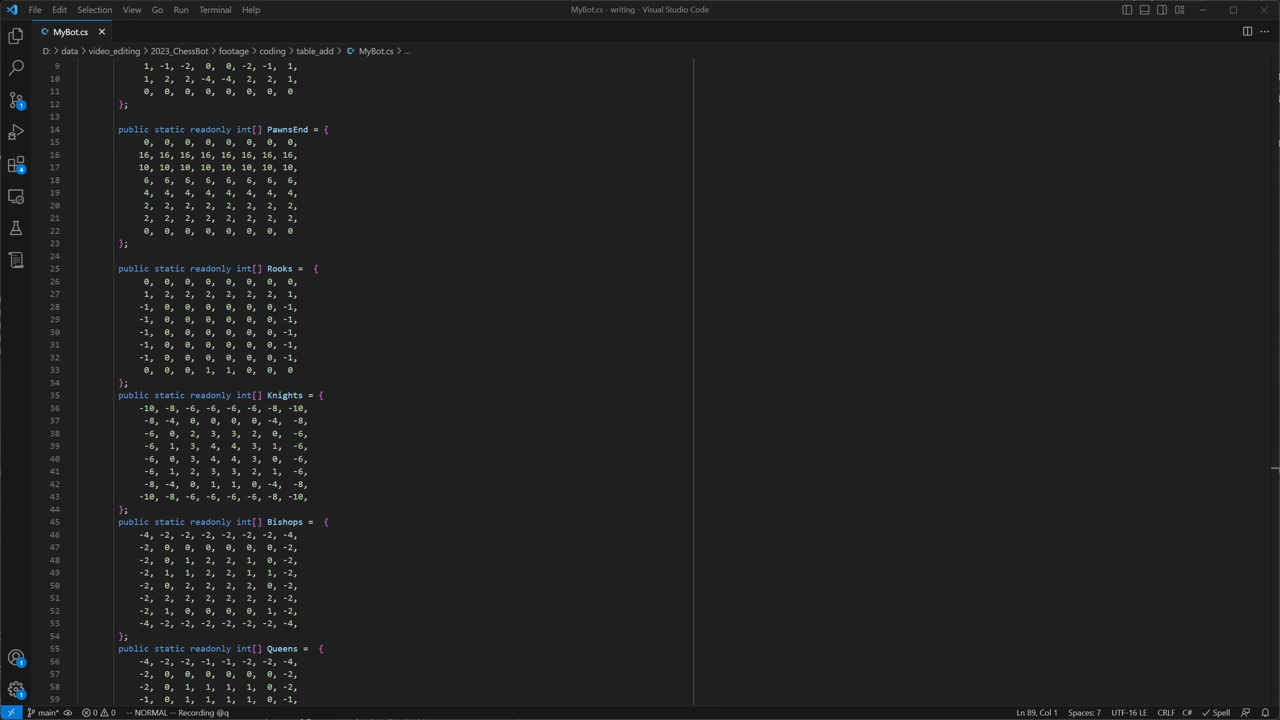 File Edit Selection View Go Run Terminal Help
MyBot.cs - writing - Visual Studio Code
MyBot.cs
D: > data > video_editing > 2023_ChessBot > footage > coding > table_add > MyBot.cs > ...
9 1, -1, -2, 0, 0, -2, -1, 1,
10 1, 2, 2, -4, -4, 2, 2, 1,
11 0, 0, 0, 0, 0, 0, 0, 0
12 };
13
14 public static readonly int[] PawnsEnd = {
15 0, 0, 0, 0, 0, 0, 0, 0,
16 16, 16, 16, 16, 16, 16, 16, 16,
17 10, 10, 10, 10, 10, 10, 10, 10,
18 6, 6, 6, 6, 6, 6, 6, 6,
19 4, 4, 4, 4, 4, 4, 4, 4,
20 2, 2, 2, 2, 2, 2, 2, 2,
21 2, 2, 2, 2, 2, 2, 2, 2,
22 0, 0, 0, 0, 0, 0, 0, 0
23 };
24
25 public static readonly int[] Rooks =  {
26 0, 0, 0, 0, 0, 0, 0, 0,
27 1, 2, 2, 2, 2, 2, 2, 1,
28 -1, 0, 0, 0, 0, 0, 0, -1,
29 -1, 0, 0, 0, 0, 0, 0, -1,
30 -1, 0, 0, 0, 0, 0, 0, -1,
31 -1, 0, 0, 0, 0, 0, 0, -1,
32 -1, 0, 0, 0, 0, 0, 0, -1,
33 0, 0, 0, 1, 1, 0, 0, 0
34 };
35 public static readonly int[] Knights = {
36 -10, -8, -6, -6, -6, -6, -8, -10,
37 -8, -4, 0, 0, 0, 0, -4, -8,
38 -6, 0, 2, 3, 3, 2, 0, -6,
39 -6, 1, 3, 4, 4, 3, 1, -6,
40 -6, 0, 3, 4, 4, 3, 0, -6,
41 -6, 1, 2, 3, 3, 2, 1, -6,
42 -8, -4, 0, 1, 1, 0, -4, -8,
43 -10, -8, -6, -6, -6, -6, -8, -10,
44 };
45 public static readonly int[] Bishops =  {
46 -4, -2, -2, -2, -2, -2, -2, -4,
47 -2, 0, 0, 0, 0, 0, 0, -2,
48 -2, 0, 1, 2, 2, 1, 0, -2,
49 -2, 1, 1, 2, 2, 1, 1, -2,
50 -2, 0, 2, 2, 2, 2, 0, -2,
51 -2, 2, 2, 2, 2, 2, 2, -2,
52 -2, 1, 0, 0, 0, 0, 1, -2,
53 -4, -2, -2, -2, -2, -2, -2, -4,
54 };
55 public static readonly int[] Queens =  {
56 -4, -2, -2, -1, -1, -2, -2, -4,
57 -2, 0, 0, 0, 0, 0, 0, -2,
58 -2, 0, 1, 1, 1, 1, 0, -2,
59 -1, 0, 1, 1, 1, 1, 0, -1,
1
4
1
1
main* 0 0 -- NORMAL -- Recording @q Ln 89, Col 1 Spaces: 7 UTF-16 LE CRLF C# Spell